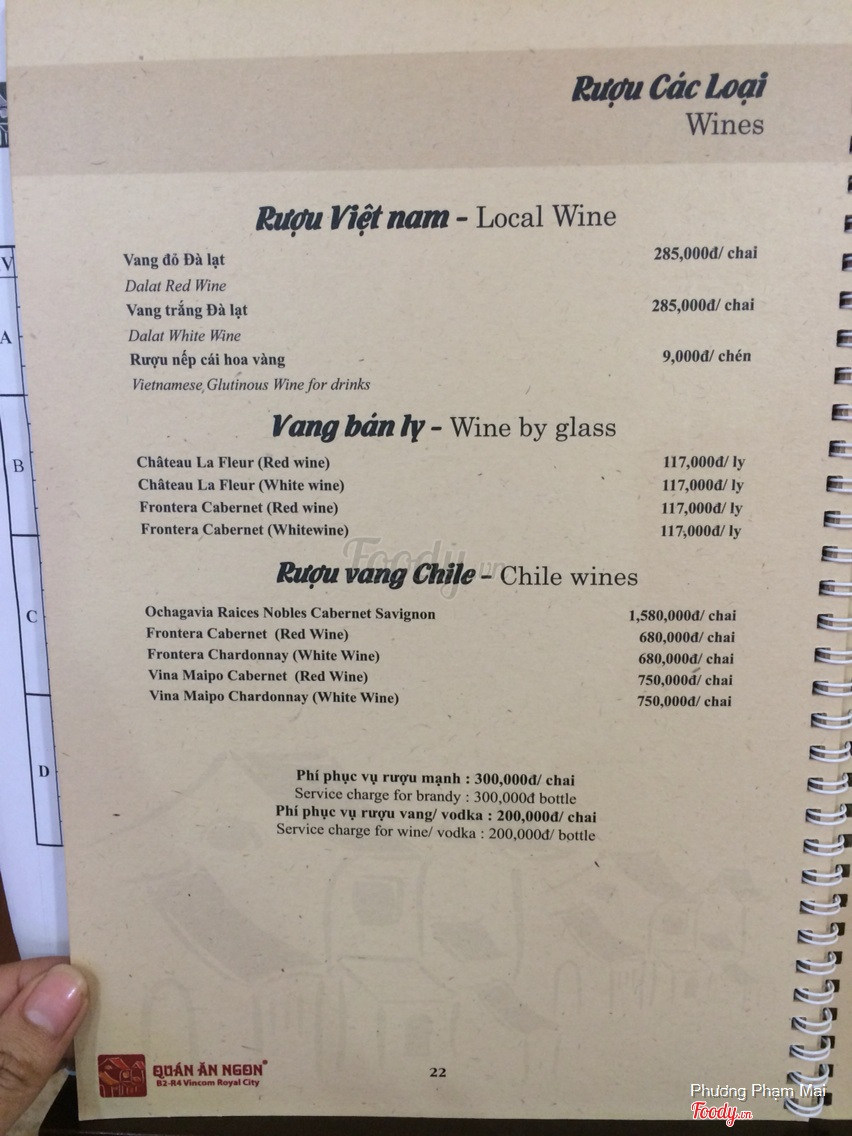 Rượu Các Loại
Wines
Rượu Việt nam - Local Wine
Vang đỏ Đà lạt 285,000đ/ chai
Dalat Red Wine
Vang trắng Đà lạt 285,000đ/ chai
Dalat White Wine
Rượu nếp cái hoa vàng 9,000đ/ chén
Vietnamese Glutinous Wine for drinks
Vang bán ly - Wine by glass
Château La Fleur (Red wine) 117,000đ/ ly
Château La Fleur (White wine) 117,000đ/ ly
Frontera Cabernet (Red wine) 117,000đ/ ly
Frontera Cabernet (Whitewine) 117,000đ/ ly
Foody.vn
Rượu vang Chile - Chile wines
Ochagavia Raices Nobles Cabernet Savignon 1,580,000đ/ chai
Frontera Cabernet (Red Wine) 680,000đ/ chai
Frontera Chardonnay (White Wine) 680,000đ/ chai
Vina Maipo Cabernet (Red Wine) 750,000đ/ chai
Vina Maipo Chardonnay (White Wine) 750,000đ/ chai
Phí phục vụ rượu mạnh : 300,000đ/ chai
Service charge for brandy : 300,000đ bottle
Phí phục vụ rượu vang/ vodka : 200,000đ/ chai
Service charge for wine/ vodka : 200,000đ/ bottle
V
A
B
C
D
QUÁN ĂN NGON®
B2-R4 Vincom Royal City
22
Phương Phạm Mai
Foody.vn